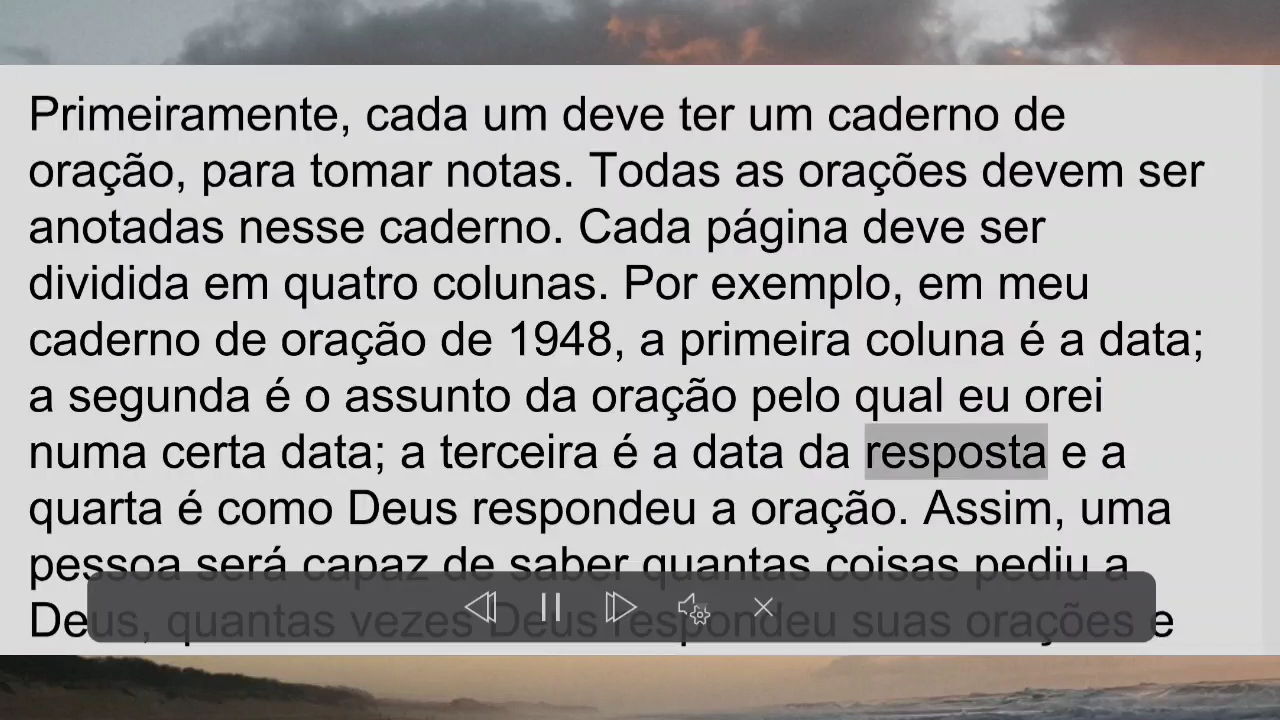 Primeiramente, cada um deve ter um caderno de
oração, para tomar notas. Todas as orações devem ser
anotadas nesse caderno. Cada página deve ser
dividida em quatro colunas. Por exemplo, em meu
caderno de oração de 1948, a primeira coluna é a data;
a segunda é o assunto da oração pelo qual eu orei
numa certa data; a terceira é a data da resposta e a
quarta é como Deus respondeu a oração. Assim, uma
pessoa será capaz de saber quantas coisas pediu a
Deus, quantas vezes Deus respondeu suas orações e